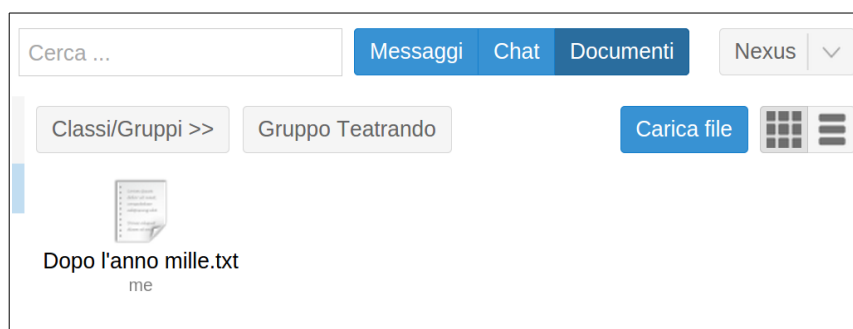 Cerca ...
Messaggi Chat Documenti
Nexus
Classi/Gruppi >> Gruppo Teatrando
Carica file
Dopo l'anno mille.txt
me